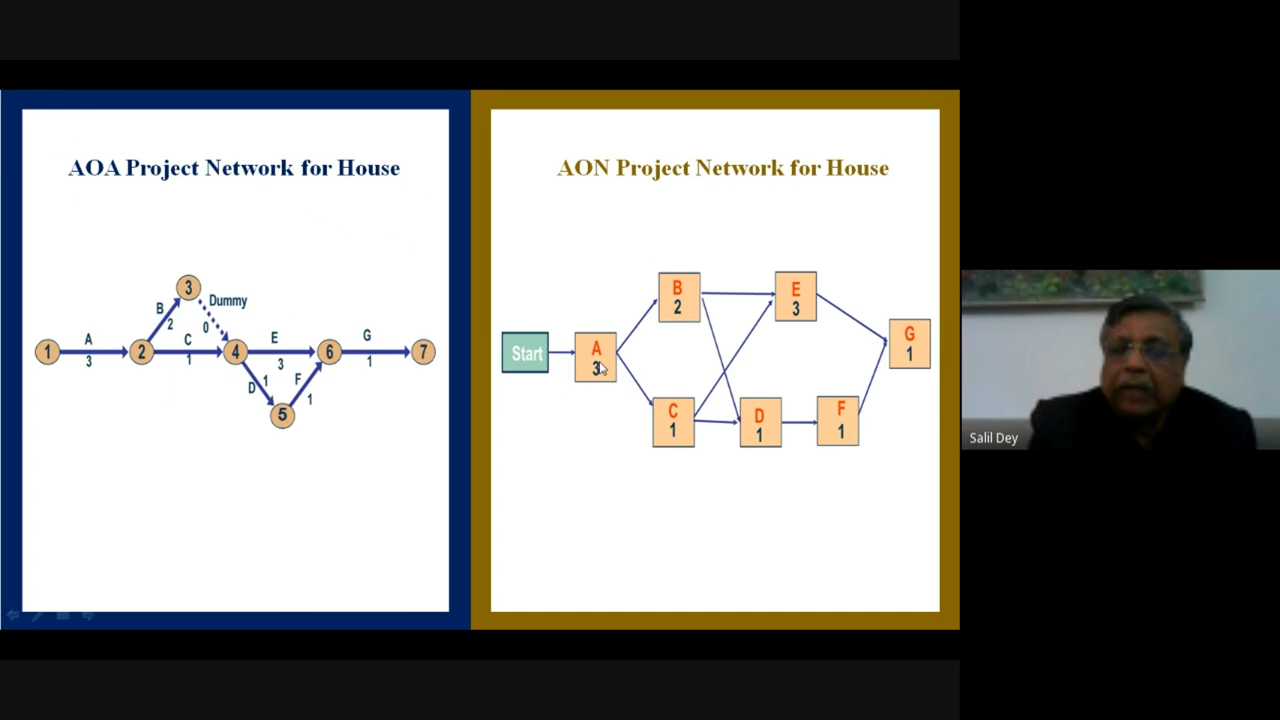 AOA Project Network for House
3
Dummy
B
2
0
A
C
E
G
1
2
4
6
7
3
1
3
1
D
1
F
1
5
AON Project Network for House
B
2
E
3
Start
A
3
G
1
C
1
D
1
F
1
Salil Dey